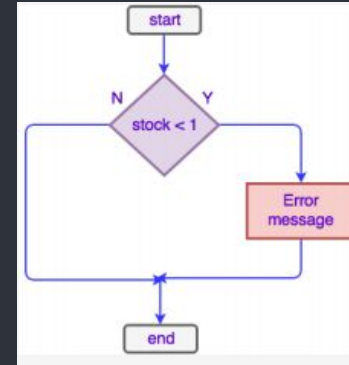 start
N
Y
stock < 1
Error
message
end